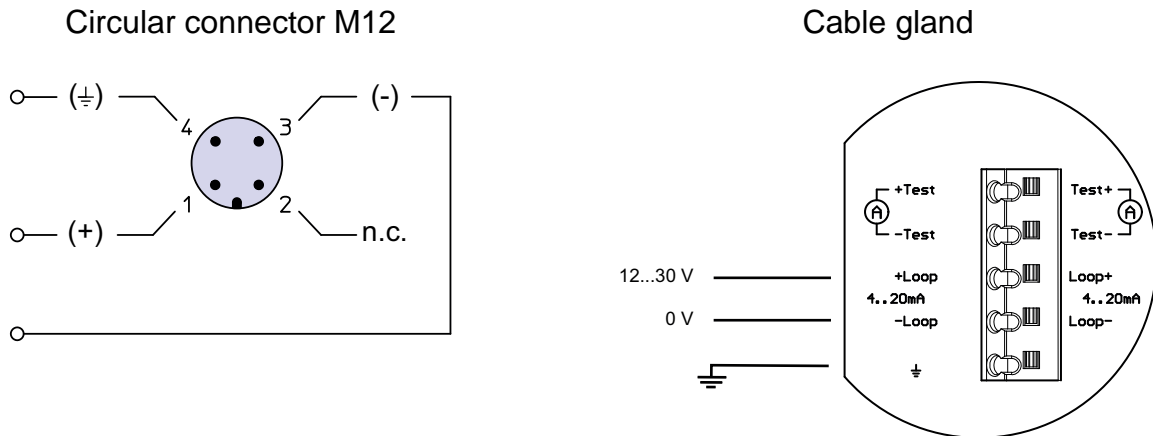 Circular connector M12
(⏚) 4 3 (-)
(+) 1 2 n.c.
Cable gland
+Test Test+
A A
-Test Test-
12...30 V +Loop Loop+
4..20mA 4..20mA
0 V -Loop Loop-
⏚